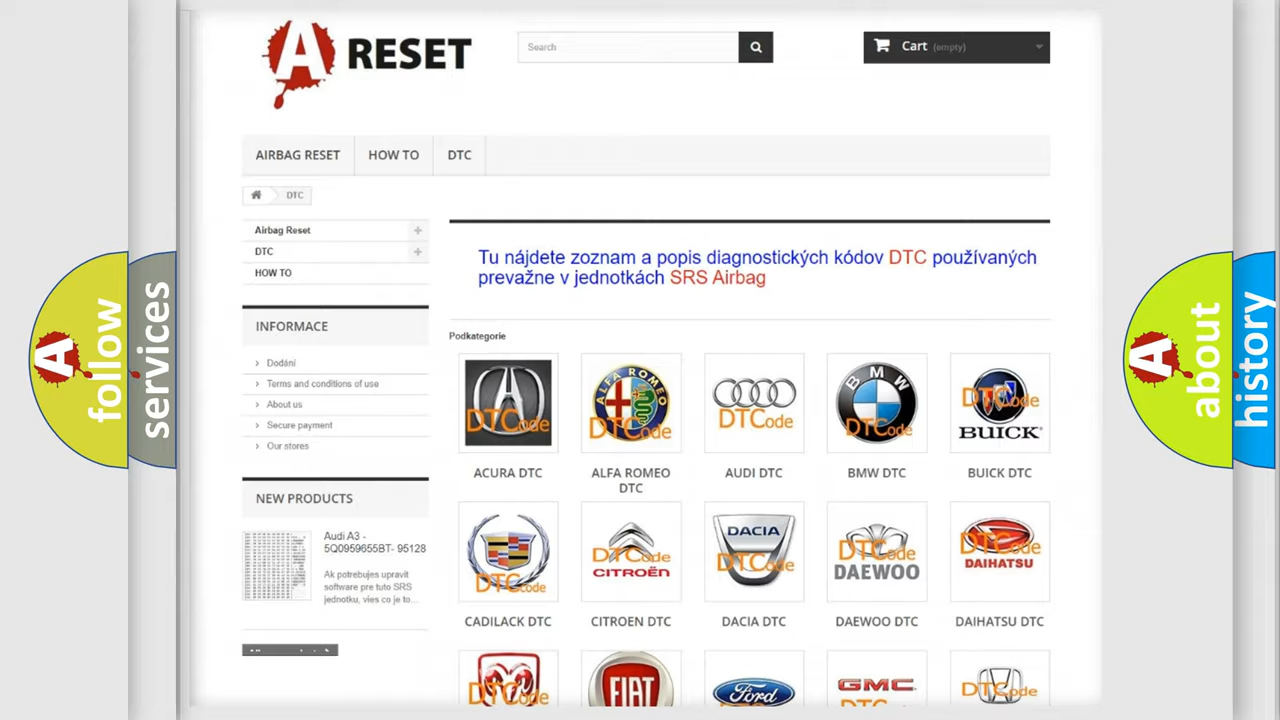 A RESET
Search
Cart (empty)
AIRBAG RESET
HOW TO
DTC
DTC
Airbag Reset
DTC
HOW TO
INFORMACE
Dodání
Terms and conditions of use
About us
Secure payment
Our stores
NEW PRODUCTS
Audi A3 -
5Q0959655BT- 95128
Ak potrebujes upravit
software pre tuto SRS
jednotku, vies co je to...
Tu nájdete zoznam a popis diagnostických kódov DTC používaných
prevažne v jednotkách SRS Airbag
Podkategorie
DTCode
ALFA ROMEO
DTCode
DTCode
BMW
DTCode
DTCode
BUICK
ACURA DTC
ALFA ROMEO
DTC
AUDI DTC
BMW DTC
BUICK DTC
DTCode
DTCode
CITROËN
DACIA
DTCode
DTCode
DAEWOO
DTCode
DAIHATSU
CADILACK DTC
CITROEN DTC
DACIA DTC
DAEWOO DTC
DAIHATSU DTC
DTCode
FIAT
Ford
GMC
DTCode
A follow
services
A about
history